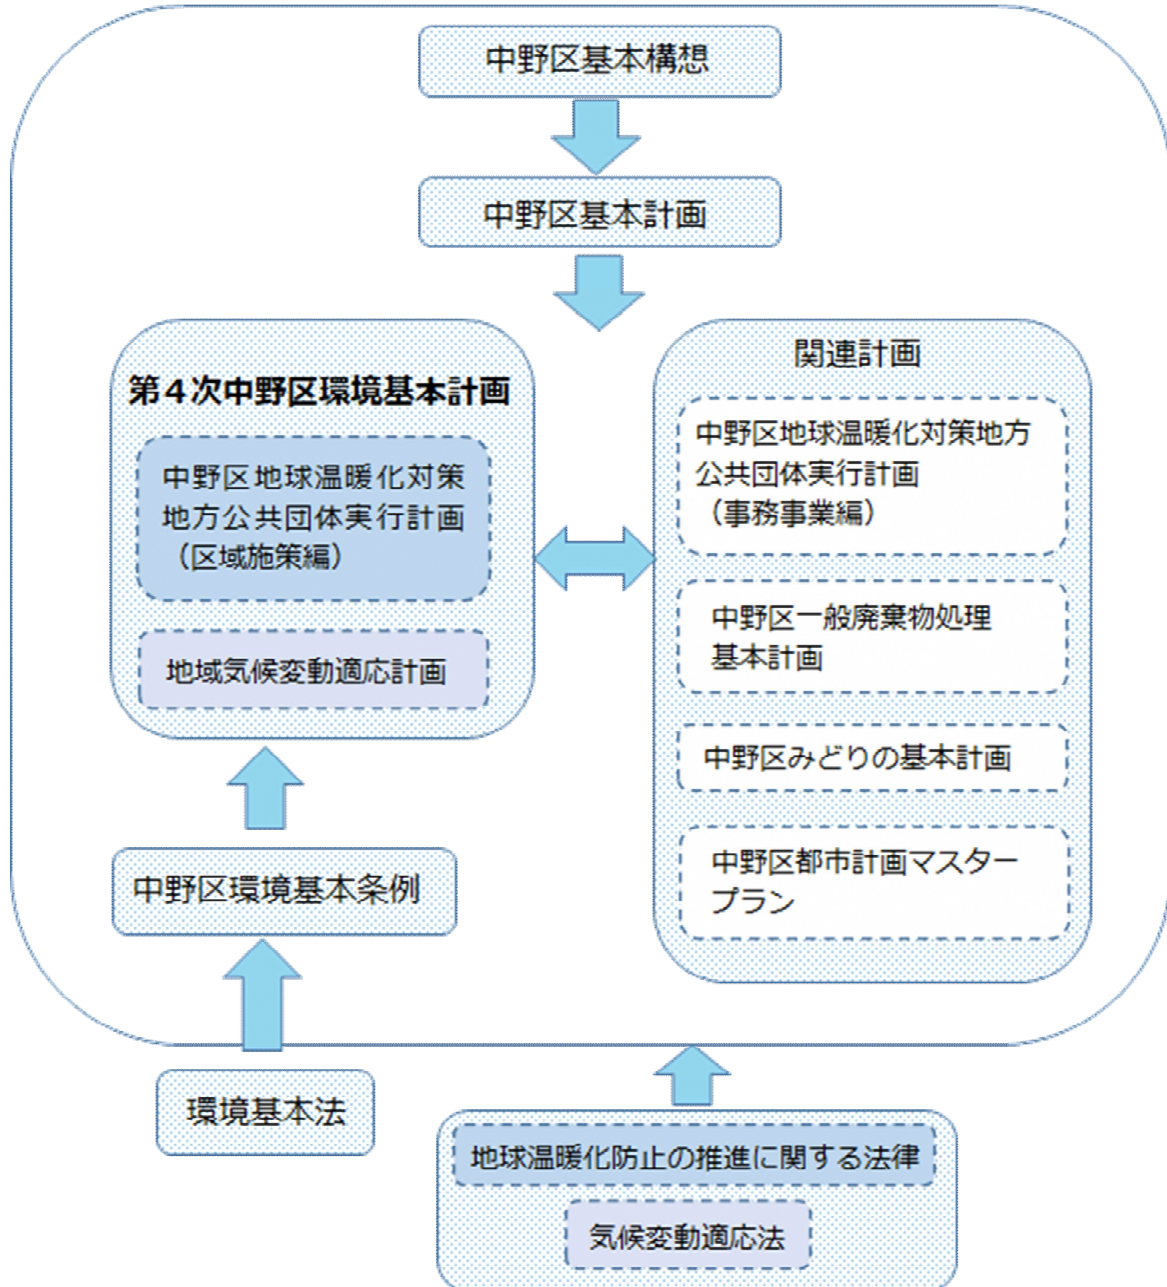 中野区基本構想
中野区基本計画
第４次中野区環境基本計画
中野区地球温暖化対策
地方公共団体実行計画
（区域施策編）
地域気候変動適応計画
関連計画
中野区地球温暖化対策地方
公共団体実行計画
（事務事業編）
中野区一般廃棄物処理
基本計画
中野区みどりの基本計画
中野区都市計画マスター
プラン
中野区環境基本条例
環境基本法
地球温暖化防止の推進に関する法律
気候変動適応法